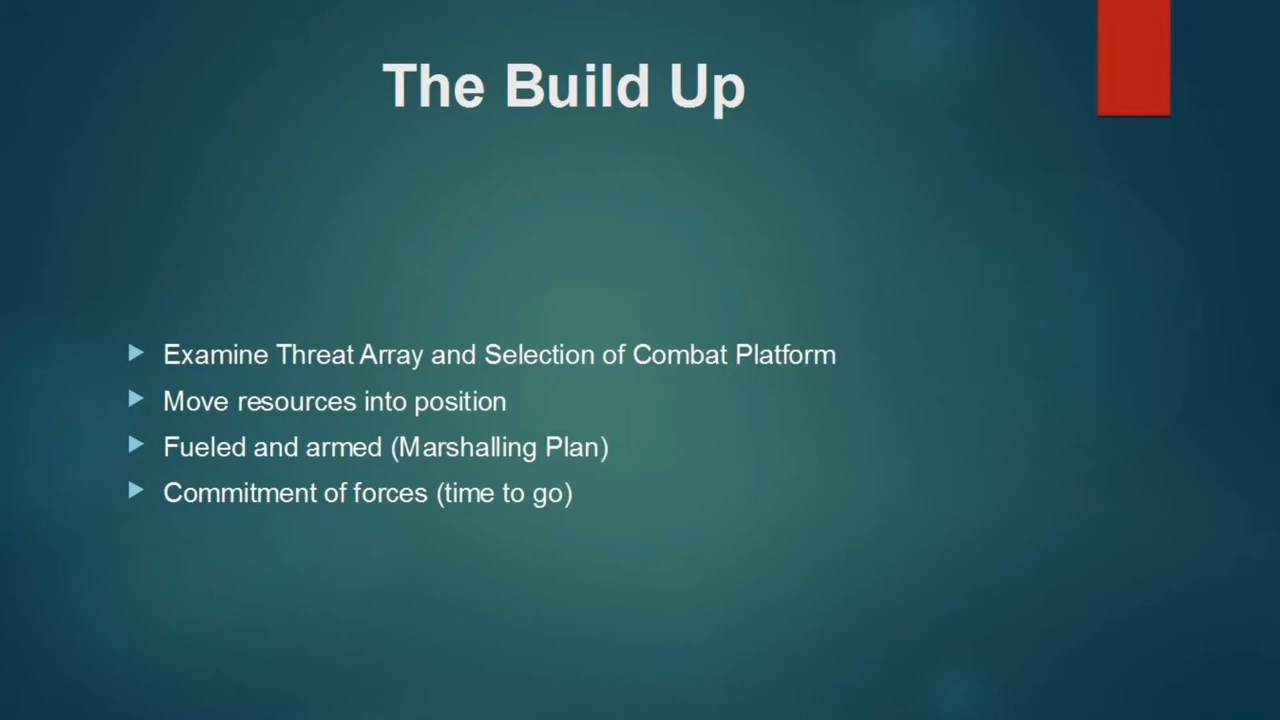 The Build Up
Examine Threat Array and Selection of Combat Platform
Move resources into position
Fueled and armed (Marshalling Plan)
Commitment of forces (time to go)